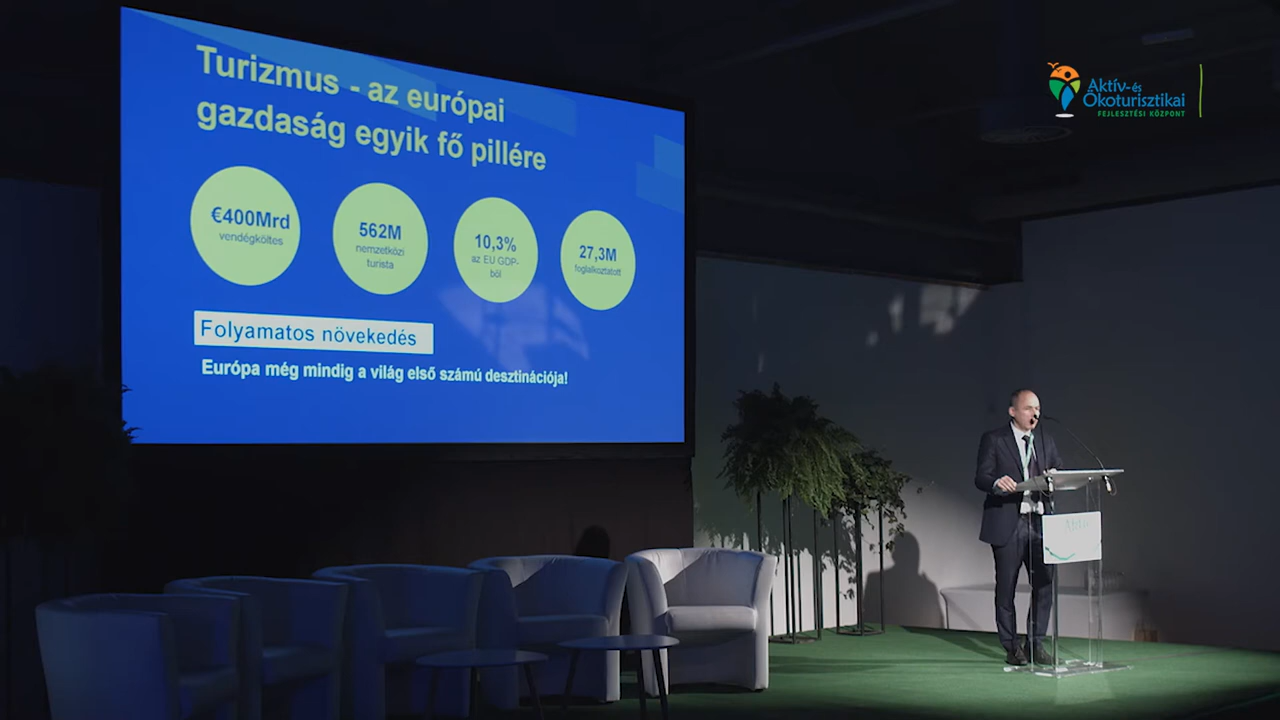 Turizmus - az európai
gazdaság egyik fő pillére
€400Mrd
vendégköltes
562M
nemzetközi
turista
10,3%
az EU GDP-
ből
27,3M
foglalkoztatott
Folyamatos növekedés
Európa még mindig a világ első számú desztinációja!
Aktív- és
Ökoturisztikai
FEJLESZTÉSI KÖZPONT